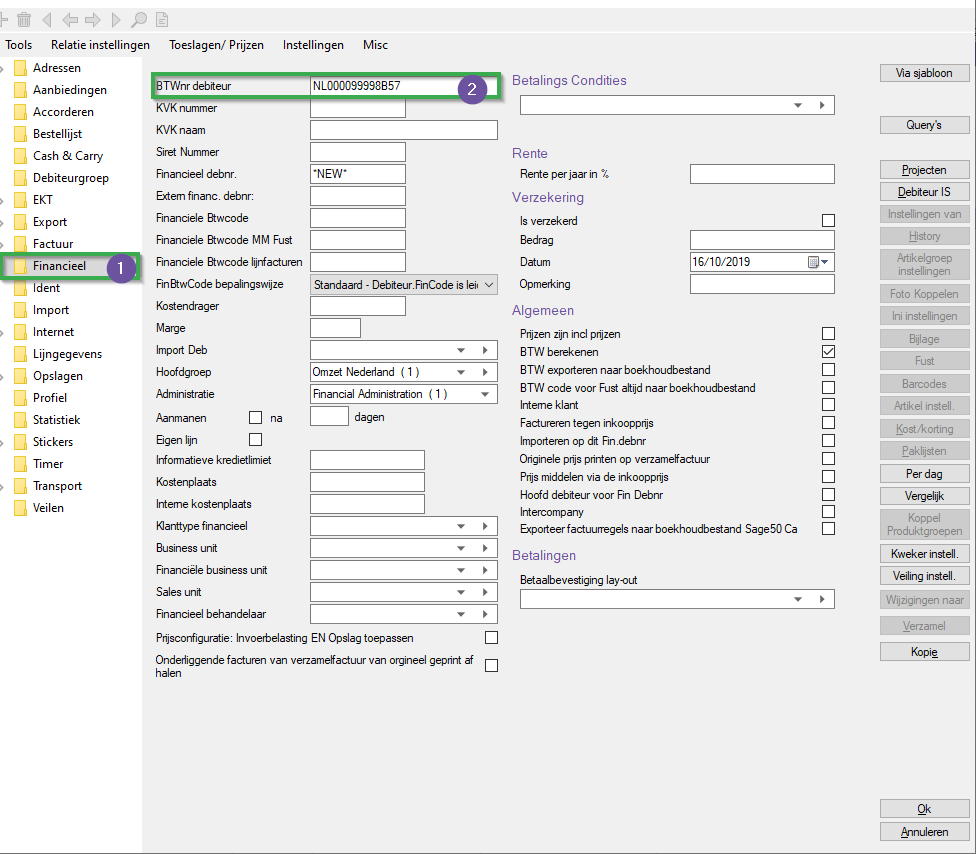 Tools Relatie instellingen Toeslagen/ Prijzen Instellingen Misc
Adressen
Aanbiedingen
Accorderen
Bestellijst
Cash & Carry
Debiteurgroep
EKT
Export
Factuur
Financieel 1
Ident
Import
Internet
Lijngegevens
Opslagen
Profiel
Statistiek
Stickers
Timer
Transport
Veilen
BTWnr debiteur NL000099998B57 2
KVK nummer
KVK naam
Siret Nummer
Financieel debnr. *NEW*
Extern financ. debnr:
Financiele Btwcode
Financiele Btwcode MM Fust
Financiele Btwcode lijnfacturen
FinBtwCode bepalingswijze Standaard - Debiteur.FinCode is lei
Kostendrager
Marge
Import Deb
Hoofdgroep Omzet Nederland ( 1 )
Administratie Financial Administration ( 1 )
Aanmanen na dagen
Eigen lijn
Informatieve kredietlimiet
Kostenplaats
Interne kostenplaats
Klanttype financieel
Business unit
Financiële business unit
Sales unit
Financieel behandelaar
Prijsconfiguratie: Invoerbelasting EN Opslag toepassen
Onderliggende facturen van verzamelfactuur van orgineel geprint af
halen
Betalings Condities
Rente
Rente per jaar in %
Verzekering
Is verzekerd
Bedrag
Datum 16/10/2019
Opmerking
Algemeen
Prijzen zijn incl prijzen
BTW berekenen
BTW exporteren naar boekhoudbestand
BTW code voor Fust altijd naar boekhoudbestand
Interne klant
Factureren tegen inkoopprijs
Importeren op dit Fin.debnr
Originele prijs printen op verzamelfactuur
Prijs middelen via de inkoopprijs
Hoofd debiteur voor Fin Debnr
Intercompany
Exporteer factuurregels naar boekhoudbestand Sage50 Ca
Betalingen
Betaalbevestiging lay-out
Via sjabloon
Query's
Projecten
Debiteur IS
Instellingen van
History
Artikelgroep
instellingen
Foto Koppelen
Ini instellingen
Bijlage
Fust
Barcodes
Artikel instell.
Kost/korting
Paklijsten
Per dag
Vergelijk
Koppel
Produktgroepen
Kweker instell.
Veiling instell.
Wijzigingen naar
Verzamel
Kopie
Ok
Annuleren